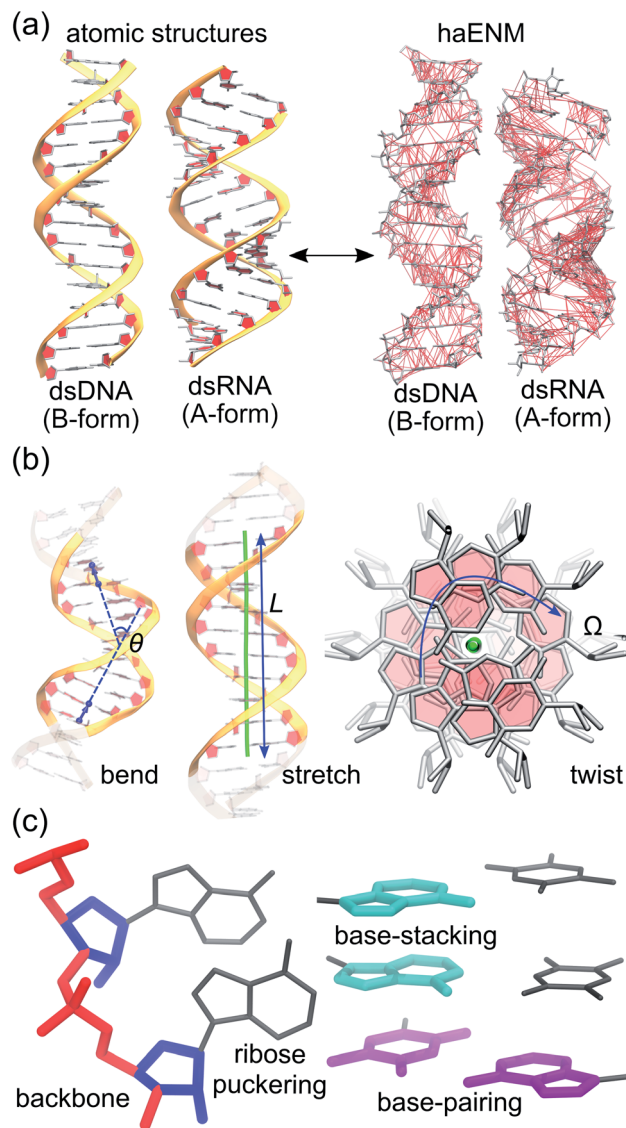 (a)
atomic structures
haENM
dsDNA
(B-form)
dsRNA
(A-form)
dsDNA
(B-form)
dsRNA
(A-form)
(b)
θ
bend
L
stretch
Ω
twist
(c)
backbone
ribose
puckering
base-stacking
base-pairing